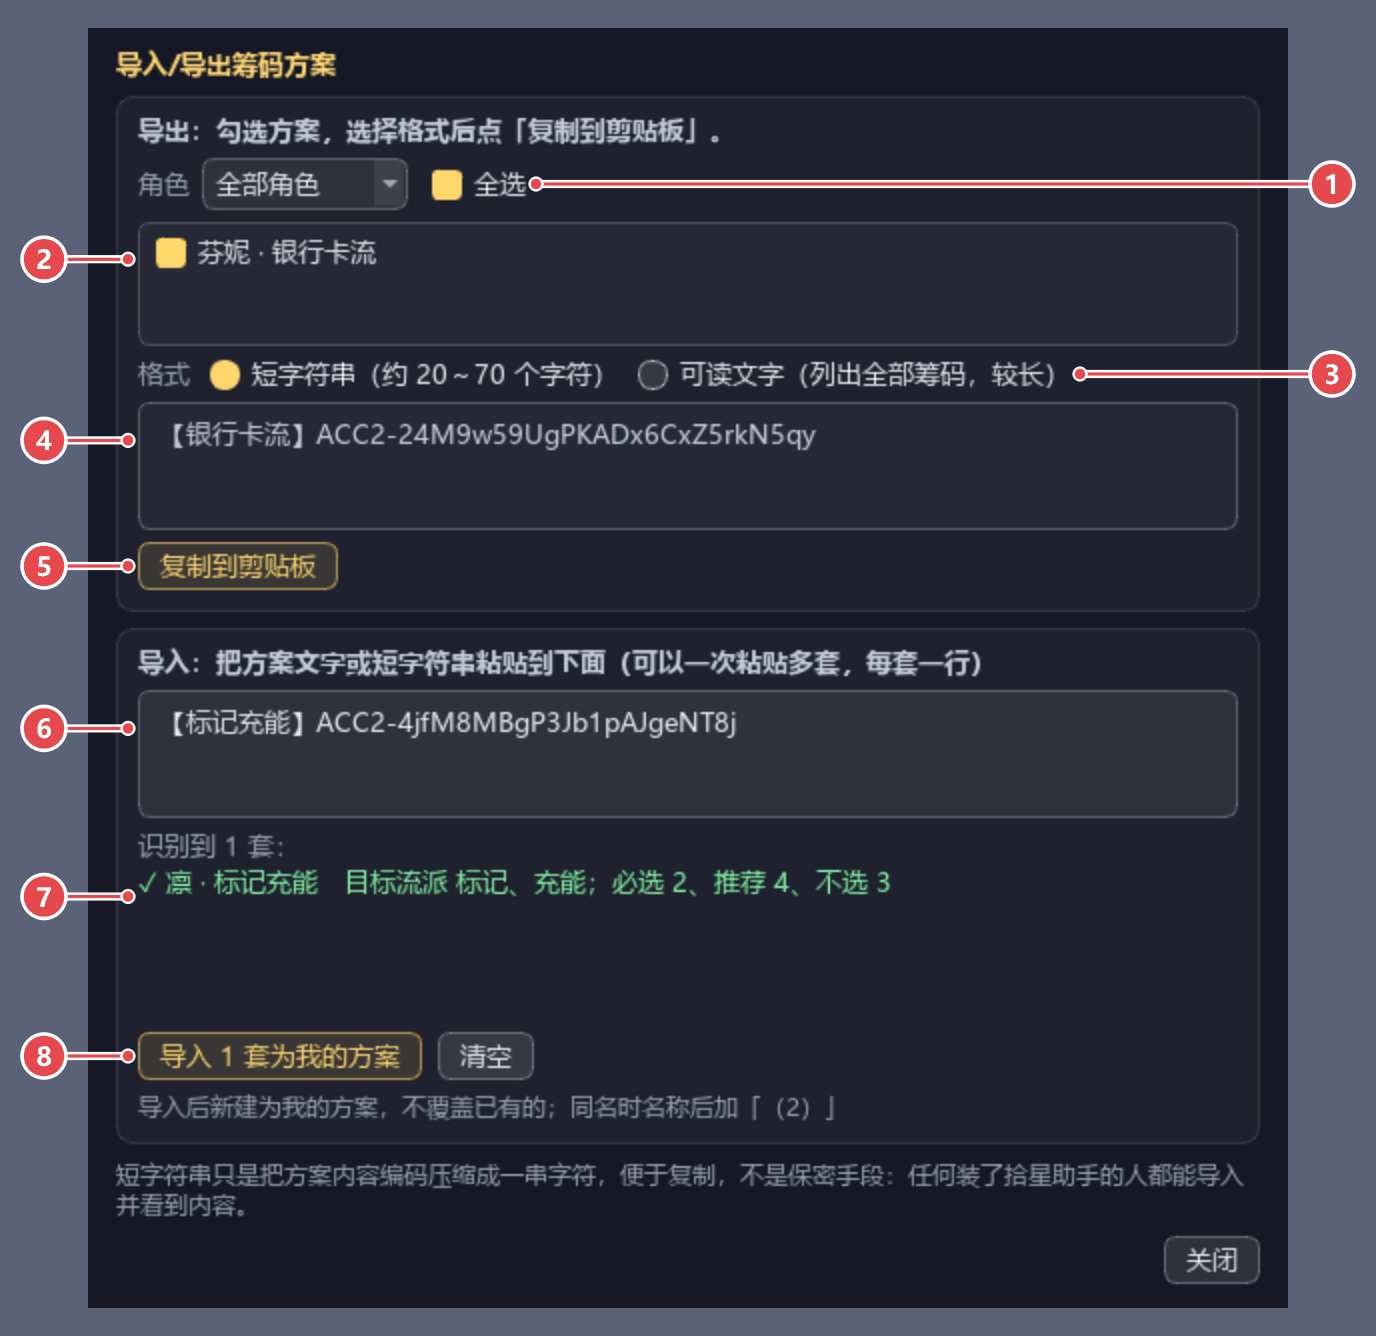 导入/导出筹码方案
导出：勾选方案，选择格式后点「复制到剪贴板」。
角色 全部角色 全选 1
2 芬妮 · 银行卡流
格式 短字符串（约 20～70 个字符） 可读文字（列出全部筹码，较长） 3
4 【银行卡流】ACC2-24M9w59UgPKADx6CxZ5rkN5qy
5 复制到剪贴板
导入：把方案文字或短字符串粘贴到下面（可以一次粘贴多套，每套一行）
6 【标记充能】ACC2-4jfM8MBgP3Jb1pAJgeNT8j
识别到 1 套：
7 ✓ 凛 · 标记充能 目标流派 标记、充能；必选 2、推荐 4、不选 3
8 导入 1 套为我的方案 清空
导入后新建为我的方案，不覆盖已有的；同名时名称后加「（2）」
短字符串只是把方案内容编码压缩成一串字符，便于复制，不是保密手段：任何装了拾星助手的人都能导入
并看到内容。
关闭